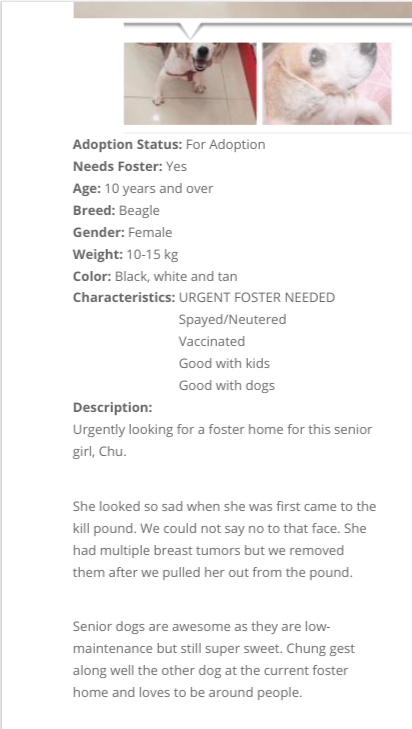 Adoption Status: For Adoption
Needs Foster: Yes
Age: 10 years and over
Breed: Beagle
Gender: Female
Weight: 10-15 kg
Color: Black, white and tan
Characteristics: URGENT FOSTER NEEDED
Spayed/Neutered
Vaccinated
Good with kids
Good with dogs
Description:
Urgently looking for a foster home for this senior
girl, Chu.
She looked so sad when she was first came to the
kill pound. We could not say no to that face. She
had multiple breast tumors but we removed
them after we pulled her out from the pound.
Senior dogs are awesome as they are low-
maintenance but still super sweet. Chung gest
along well the other dog at the current foster
home and loves to be around people.